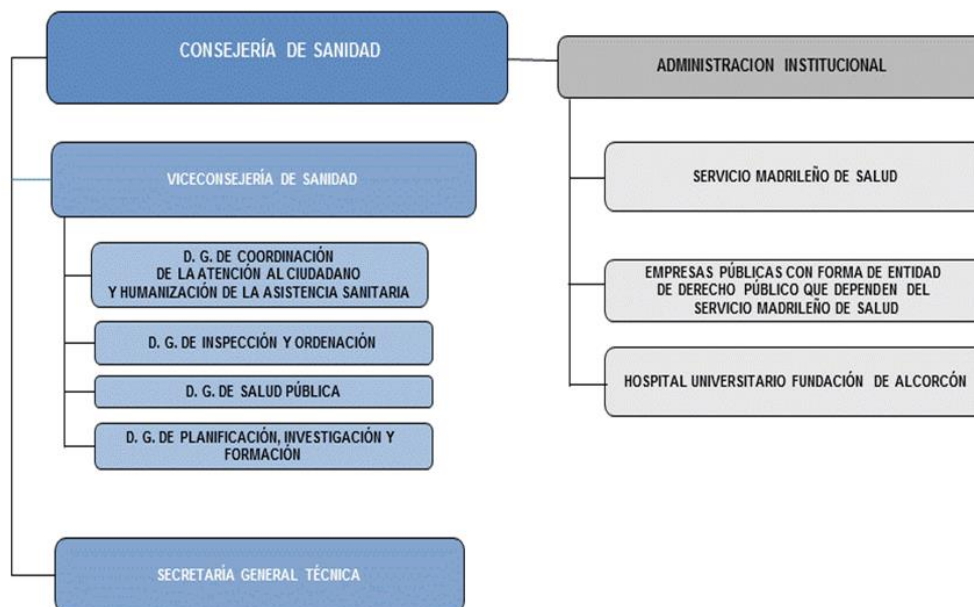 CONSEJERÍA DE SANIDAD
VICECONSEJERÍA DE SANIDAD
D. G. DE COORDINACIÓN
DE LA ATENCIÓN AL CIUDADANO
Y HUMANIZACIÓN DE LA ASISTENCIA SANITARIA
D. G. DE INSPECCIÓN Y ORDENACIÓN
D. G. DE SALUD PÚBLICA
D. G. DE PLANIFICACIÓN, INVESTIGACIÓN Y
FORMACIÓN
SECRETARÍA GENERAL TÉCNICA
ADMINISTRACION INSTITUCIONAL
SERVICIO MADRILEÑO DE SALUD
EMPRESAS PÚBLICAS CON FORMA DE ENTIDAD
DE DERECHO PÚBLICO QUE DEPENDEN DEL
SERVICIO MADRILEÑO DE SALUD
HOSPITAL UNIVERSITARIO FUNDACIÓN DE ALCORCÓN